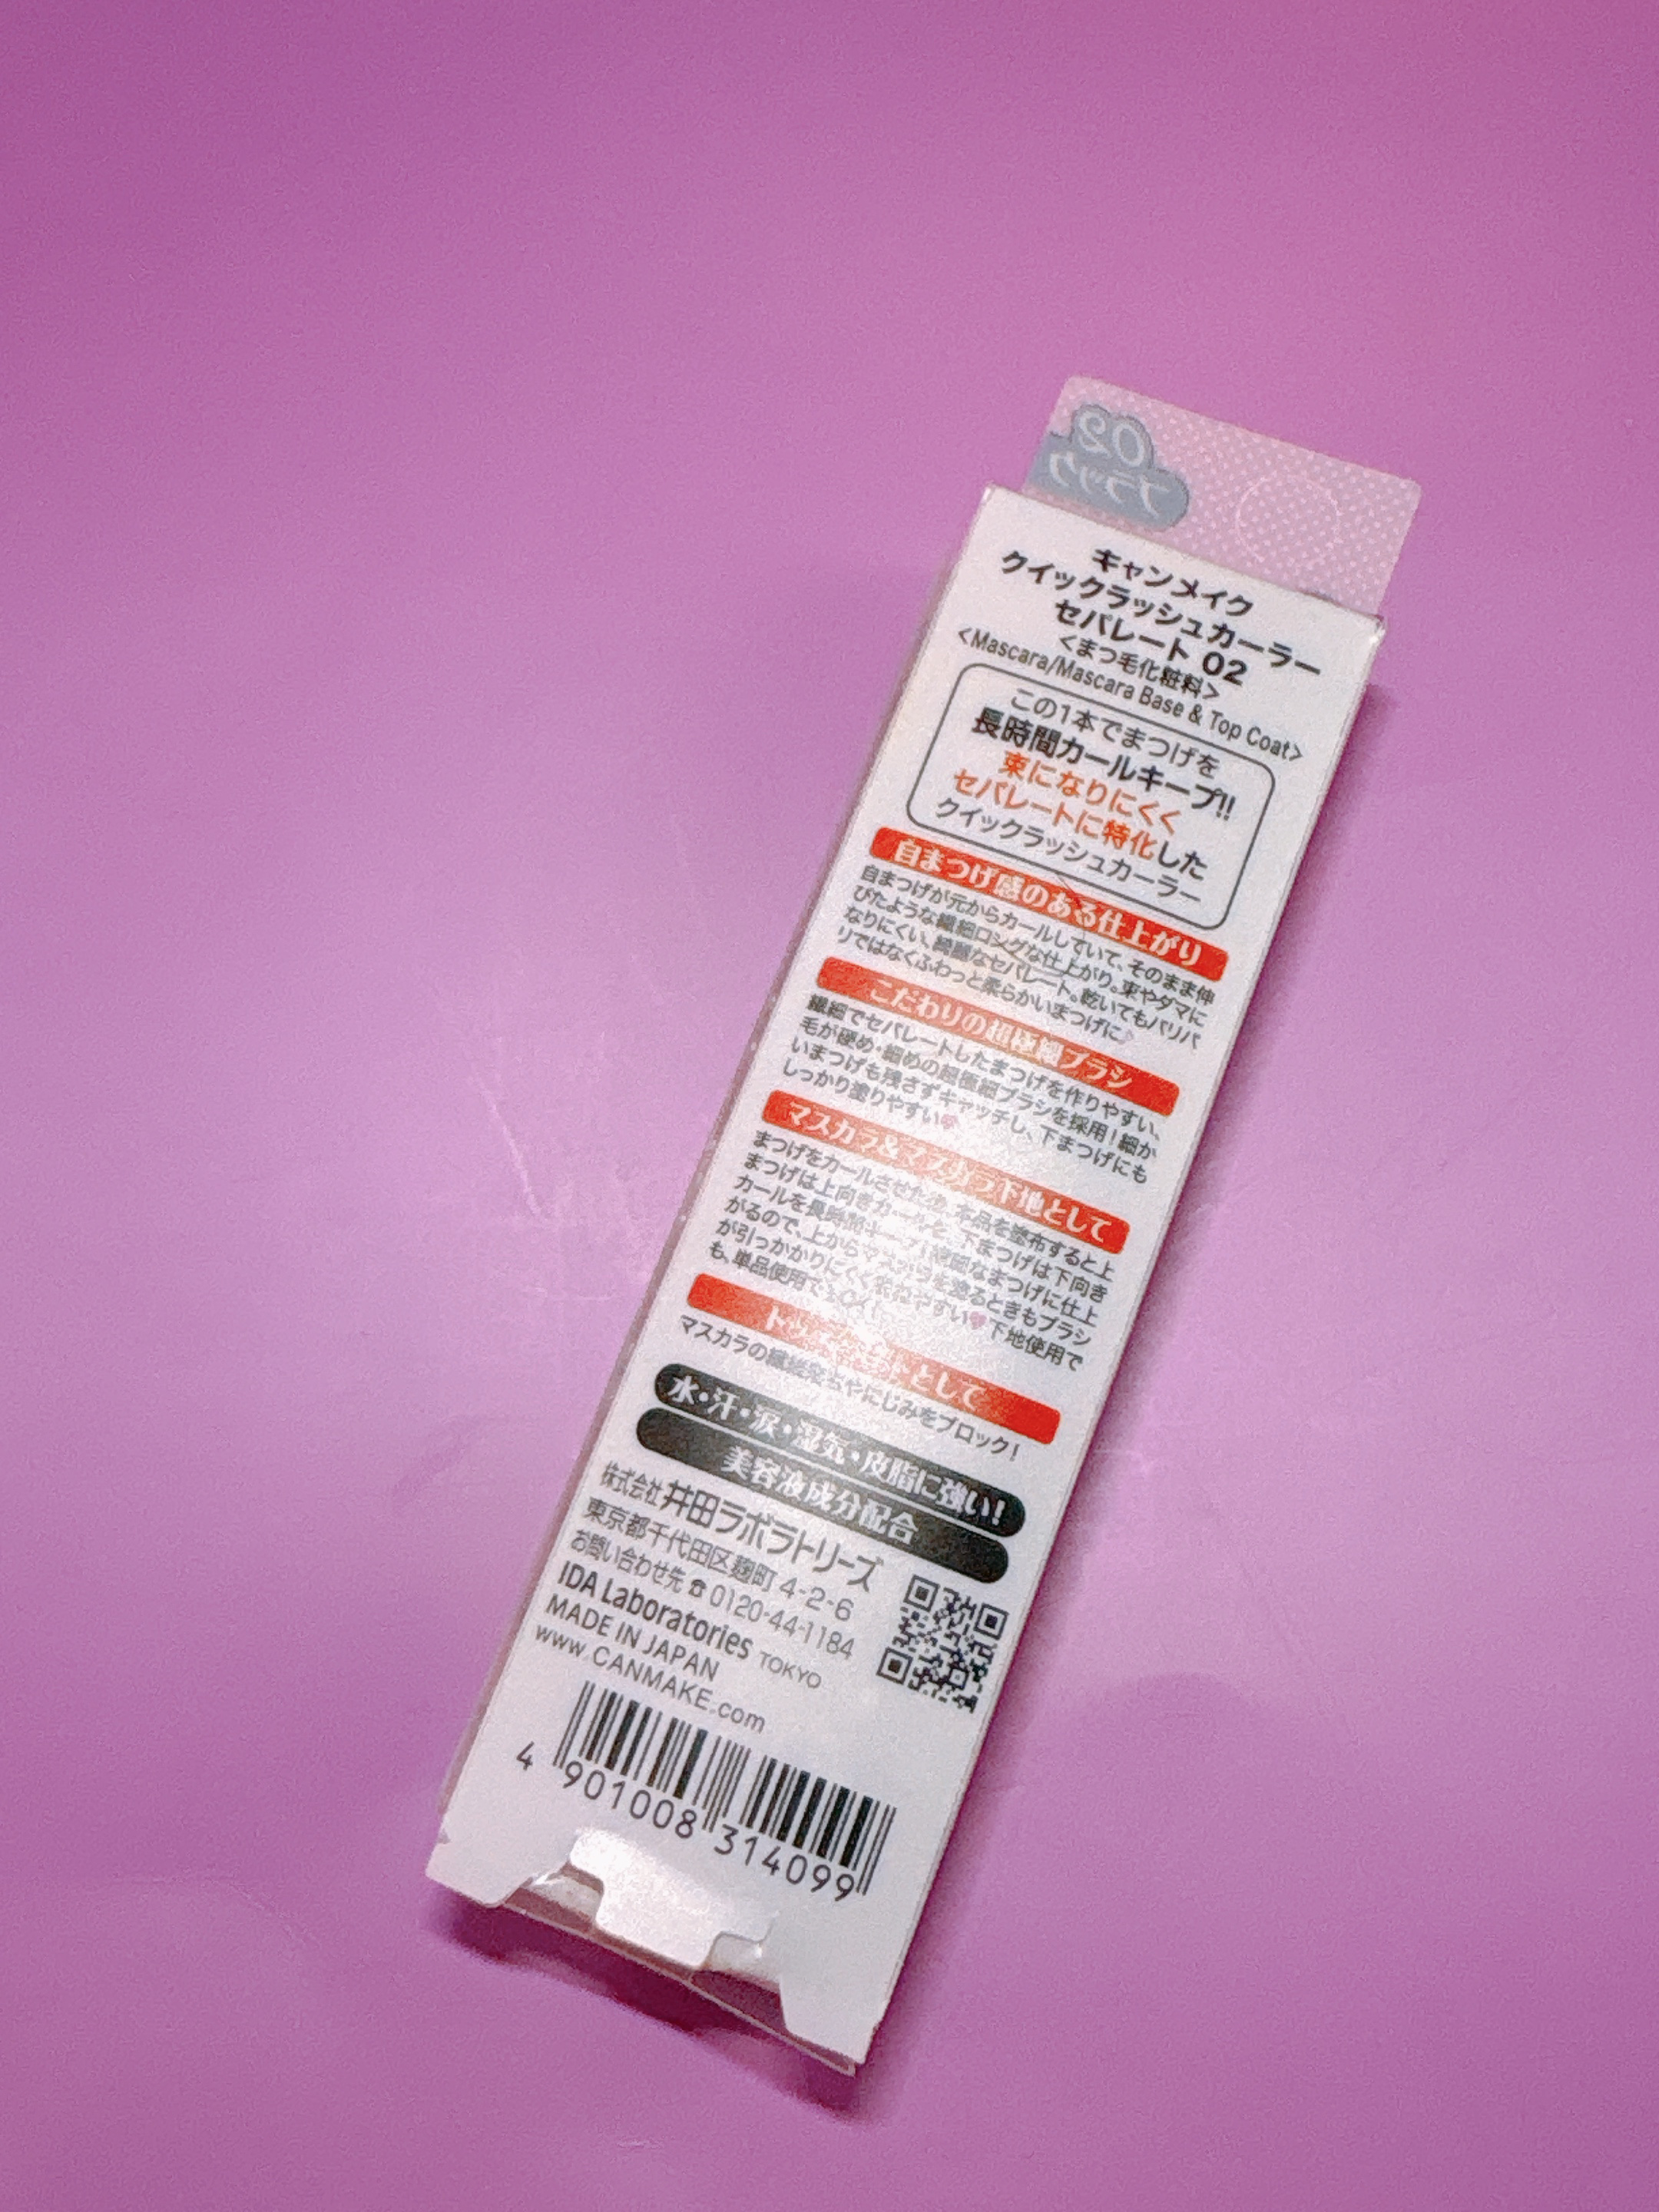 02
ブラック
キャンメイク
クイックラッシュカーラー
セパレート 02
<まつ毛化粧料>
<Mascara/Mascara Base & Top Coat>
この1本でまつげを
長時間カールキープ!!
束になりにくく
セパレートに特化した
クイックラッシュカーラー
自まつげ感のある仕上がり
自まつげが元からカールしていて、そのまま伸
びたような繊細ロングな仕上がり。束やダマに
なりにくい、綺麗なセパレート。乾いてもパリパ
リではなくふわっと柔らかいまつげに♪
こだわりの超極細ブラシ
繊細でセパレートしたまつげを作りやすい、
毛が硬め・細めの超極細ブラシを採用!細か
いまつげも残さずキャッチし、下まつげにも
しっかり塗りやすい♥
マスカラ&マスカラ下地として
まつげをカールさせた後、本品を塗布すると上
まつげは上向きカールを、下まつげは下向き
カールを長時間キープ!繊細なまつげに仕上
がるので、上からマスカラを塗るときもブラシ
が引っかかりにくく重ねやすい♥下地使用で
も、単品使用でもOK!
トップコートとして
マスカラの繊維落ちやにじみをブロック!
水・汗・涙・湿気・皮脂に強い!
美容液成分配合
株式会社井田ラボラトリーズ
東京都千代田区麹町 4-2-6
お問い合わせ先 ☎ 0120-44-1184
IDA Laboratories TOKYO
MADE IN JAPAN
www.CANMAKE.com
4 901008 314099